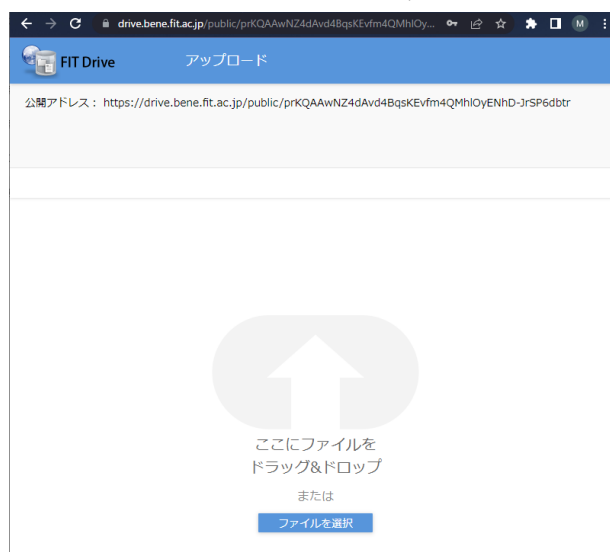 drive.bene.fit.ac.jp/public/prKQAAwNZ4dAvd4BqsKEvfm4QMhlOy...
M
FIT Drive
アップロード
公開アドレス： https://drive.bene.fit.ac.jp/public/prKQAAwNZ4dAvd4BqsKEvfm4QMhlOyENhD-JrSP6dbtr
ここにファイルを
ドラッグ&ドロップ
または
ファイルを選択